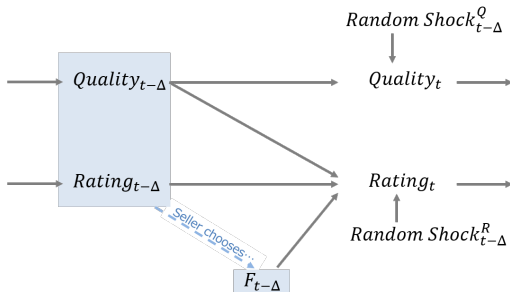 Random Shock^Q_{t−Δ}
Quality_{t−Δ}
Quality_t
Rating_{t−Δ}
Rating_t
Seller chooses...
Random Shock^R_{t−Δ}
F_{t−Δ}